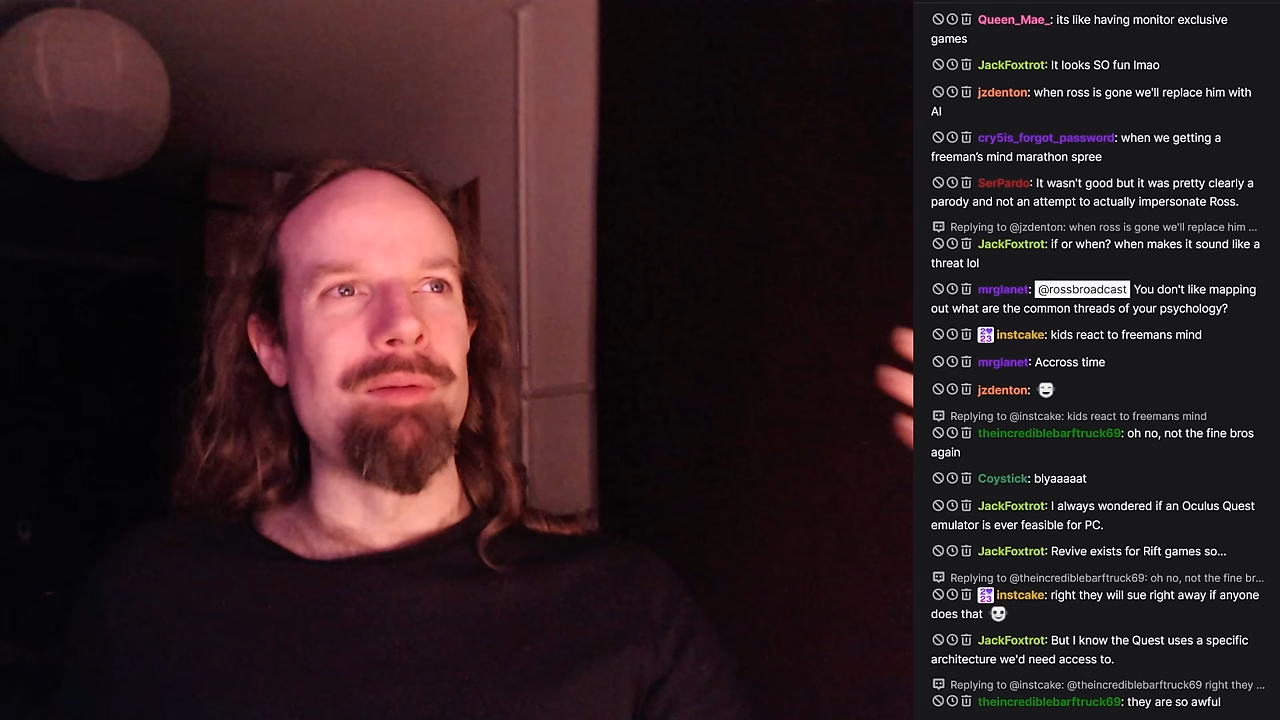 Queen_Mae_: its like having monitor exclusive
games
JackFoxtrot: It looks SO fun lmao
jzdenton: when ross is gone we'll replace him with
AI
cry5is_forgot_password: when we getting a
freeman's mind marathon spree
SerPardo: It wasn't good but it was pretty clearly a
parody and not an attempt to actually impersonate Ross.
Replying to @jzdenton: when ross is gone we'll replace him ...
JackFoxtrot: if or when? when makes it sound like a
threat lol
mrglanet: @rossbroadcast You don't like mapping
out what are the common threads of your psychology?
2023 instcake: kids react to freemans mind
mrglanet: Accross time
jzdenton:
Replying to @instcake: kids react to freemans mind
theincrediblebarftruck69: oh no, not the fine bros
again
Coystick: blyaaaaat
JackFoxtrot: I always wondered if an Oculus Quest
emulator is ever feasible for PC.
JackFoxtrot: Revive exists for Rift games so...
Replying to @theincrediblebarftruck69: oh no, not the fine br...
2023 instcake: right they will sue right away if anyone
does that
JackFoxtrot: But I know the Quest uses a specific
architecture we'd need access to.
Replying to @instcake: @theincrediblebarftruck69 right they ...
theincrediblebarftruck69: they are so awful